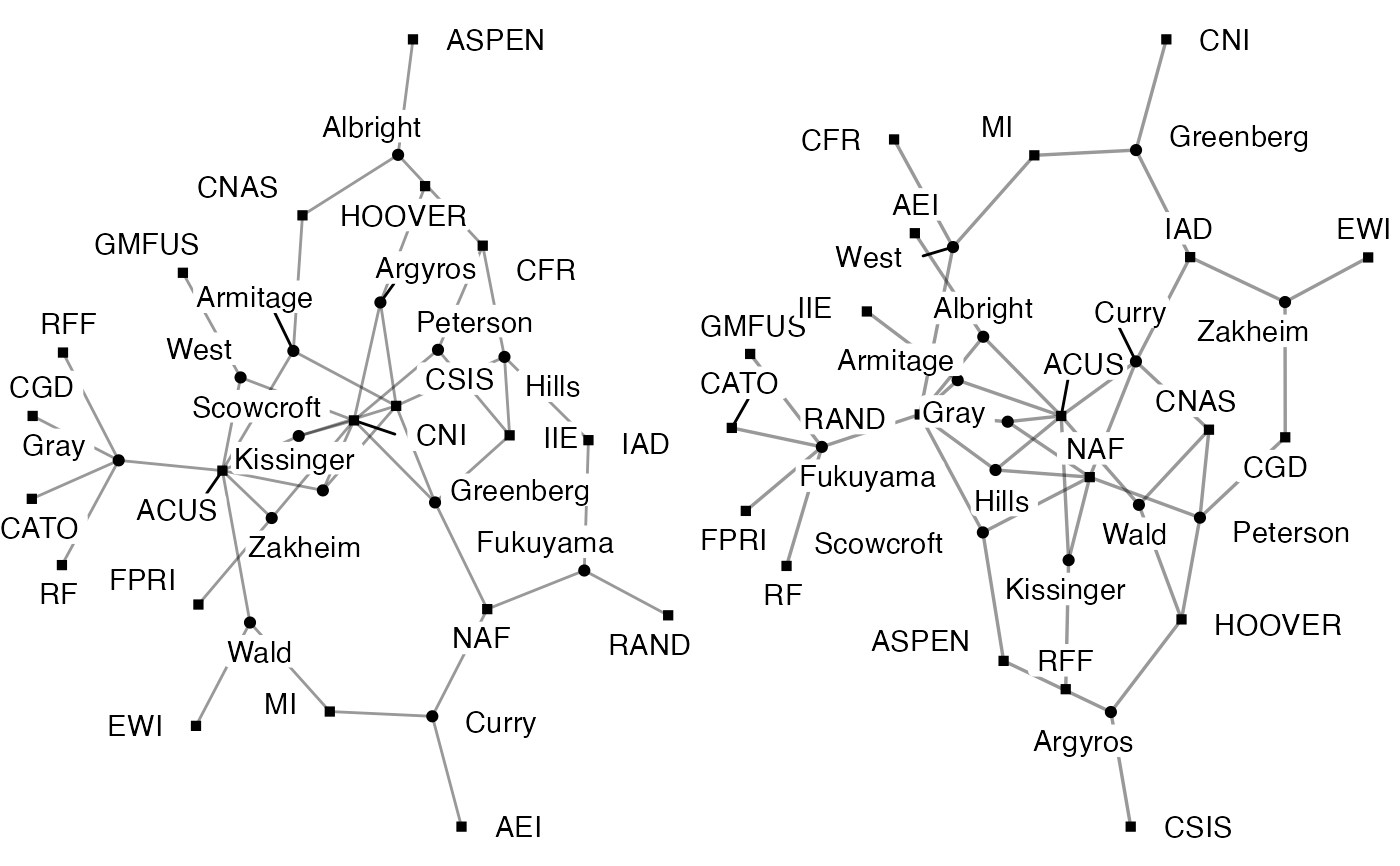 ASPEN
Albright
CNAS
HOOVER
GMFUS
Argyros
CFR
Armitage
RFF
Peterson
West
CGD
CSIS
Hills
Scowcroft
Gray
CNI
IIE
IAD
Kissinger
Greenberg
ACUS
CATO
Zakheim
Fukuyama
FPRI
RF
NAF
RAND
Wald
MI
EWI
Curry
AEI
CNI
MI
Greenberg
CFR
AEI
IAD
EWI
West
IIE
Albright
Curry
GMFUS
Zakheim
Armitage
ACUS
CATO
CNAS
RAND
Gray
NAF
CGD
Fukuyama
Hills
Wald
Peterson
FPRI
Scowcroft
Kissinger
RF
HOOVER
ASPEN
RFF
Argyros
CSIS